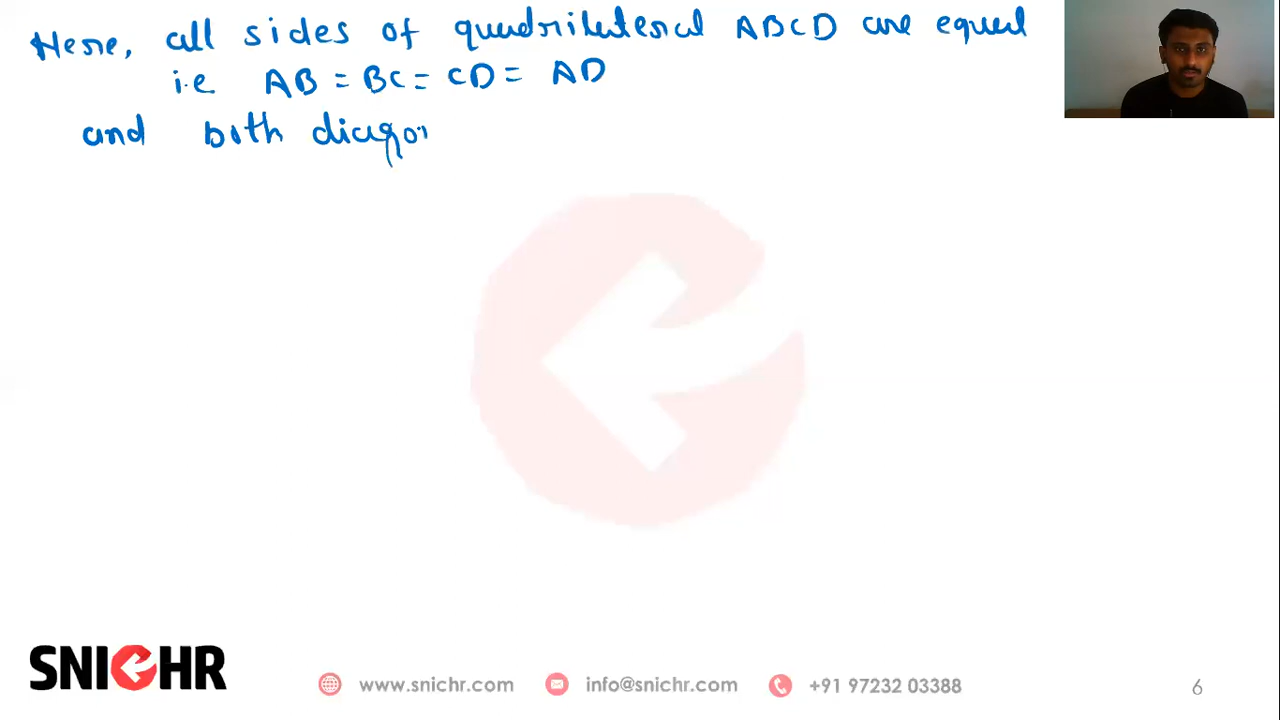 Here, all sides of quadrilateral ABCD are equal
i.e AB = BC = CD = AD
and both diagon
SNICHR
www.snichr.com
info@snichr.com
+91 97232 03388
6